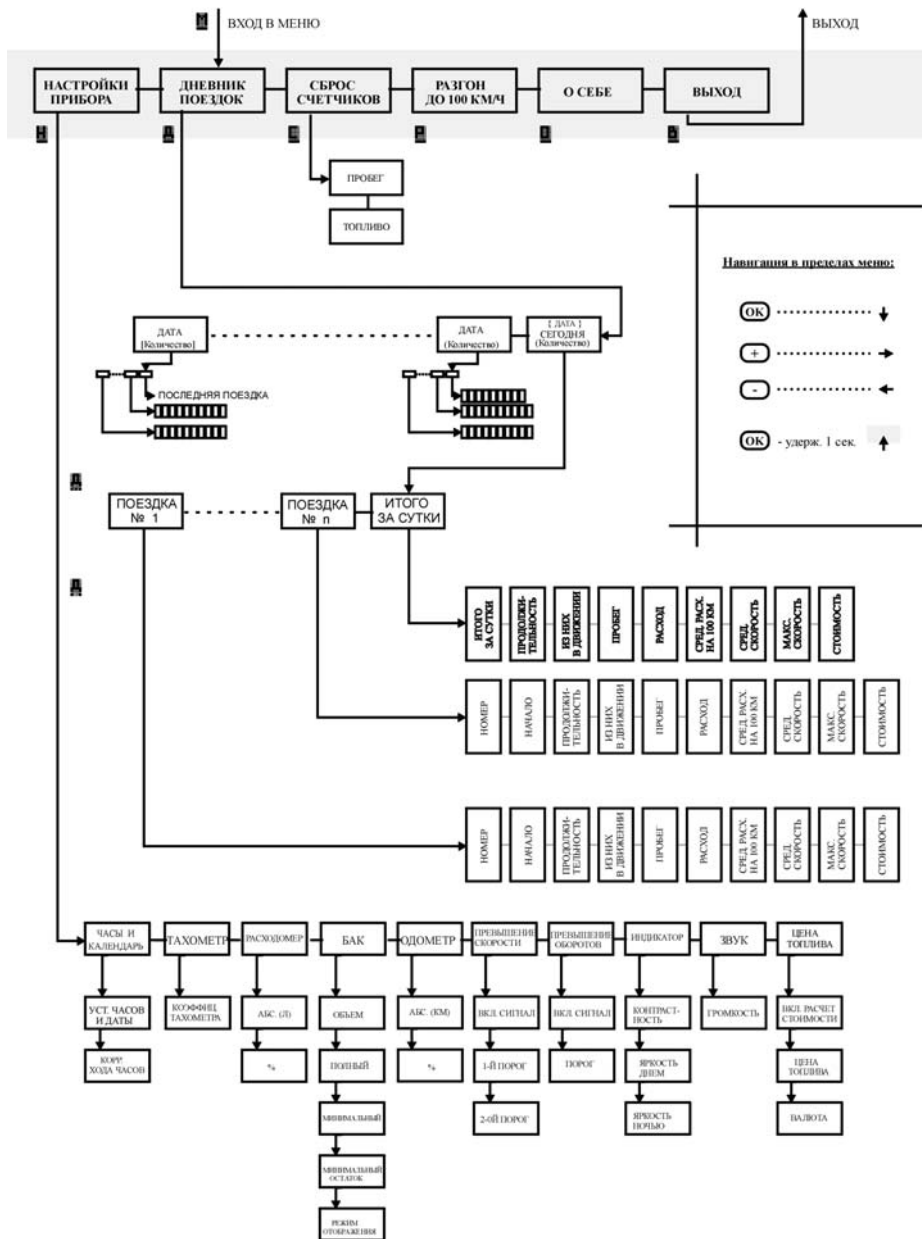 М ВХОД В МЕНЮ
ВЫХОД
НАСТРОЙКИ
ПРИБОРА
ДНЕВНИК
ПОЕЗДОК
СБРОС
СЧЕТЧИКОВ
РАЗГОН
ДО 100 КМ/Ч
О СЕБЕ
ВЫХОД
Н
Д
С
Р
О
В
ПРОБЕГ
ТОПЛИВО
Навигация в пределах меню:
OK
+
-
OK - удерж. 1 сек.
ДАТА
[Количество]
ДАТА
(Количество)
[ ДАТА ]
СЕГОДНЯ
(Количество)
ПОСЛЕДНЯЯ ПОЕЗДКА
Д
ПОЕЗДКА
№ 1
ПОЕЗДКА
№ n
ИТОГО
ЗА СУТКИ
Д
ИТОГО
ЗА СУТКИ
ПРОДОЛЖИ-
ТЕЛЬНОСТЬ
ИЗ НИХ
В ДВИЖЕНИИ
ПРОБЕГ
РАСХОД
СРЕД. РАСХ.
НА 100 КМ
СРЕД.
СКОРОСТЬ
МАКС.
СКОРОСТЬ
СТОИМОСТЬ
НОМЕР
НАЧАЛО
ПРОДОЛЖИ-
ТЕЛЬНОСТЬ
ИЗ НИХ
В ДВИЖЕНИИ
ПРОБЕГ
РАСХОД
СРЕД. РАСХ.
НА 100 КМ
СРЕД.
СКОРОСТЬ
МАКС.
СКОРОСТЬ
СТОИМОСТЬ
НОМЕР
НАЧАЛО
ПРОДОЛЖИ-
ТЕЛЬНОСТЬ
ИЗ НИХ
В ДВИЖЕНИИ
ПРОБЕГ
РАСХОД
СРЕД. РАСХ.
НА 100 КМ
СРЕД.
СКОРОСТЬ
МАКС.
СКОРОСТЬ
СТОИМОСТЬ
ЧАСЫ И
КАЛЕНДАРЬ
ТАХОМЕТР
РАСХОДОМЕР
БАК
ОДОМЕТР
ПРЕВЫШЕНИЕ
СКОРОСТИ
ПРЕВЫШЕНИЕ
ОБОРОТОВ
ИНДИКАТОР
ЗВУК
ЦЕНА
ТОПЛИВА
УСТ. ЧАСОВ
И ДАТЫ
КОЭФФИЦ.
ТАХОМЕТРА
АБС. (Л)
ОБЪЕМ
АБС. (КМ)
ВКЛ. СИГНАЛ
ВКЛ. СИГНАЛ
КОНТРАСТ-
НОСТЬ
ГРОМКОСТЬ
ВКЛ. РАСЧЕТ
СТОИМОСТИ
КОРР.
ХОДА ЧАСОВ
%
ПОЛНЫЙ
%
1-Й ПОРОГ
ПОРОГ
ЯРКОСТЬ
ДНЕМ
ЦЕНА
ТОПЛИВА
МИНИМАЛЬНЫЙ
2-0Й ПОРОГ
ЯРКОСТЬ
НОЧЬЮ
ВАЛЮТА
МИНИМАЛЬНЫЙ
ОСТАТОК
РЕЖИМ
ОТОБРАЖЕНИЯ